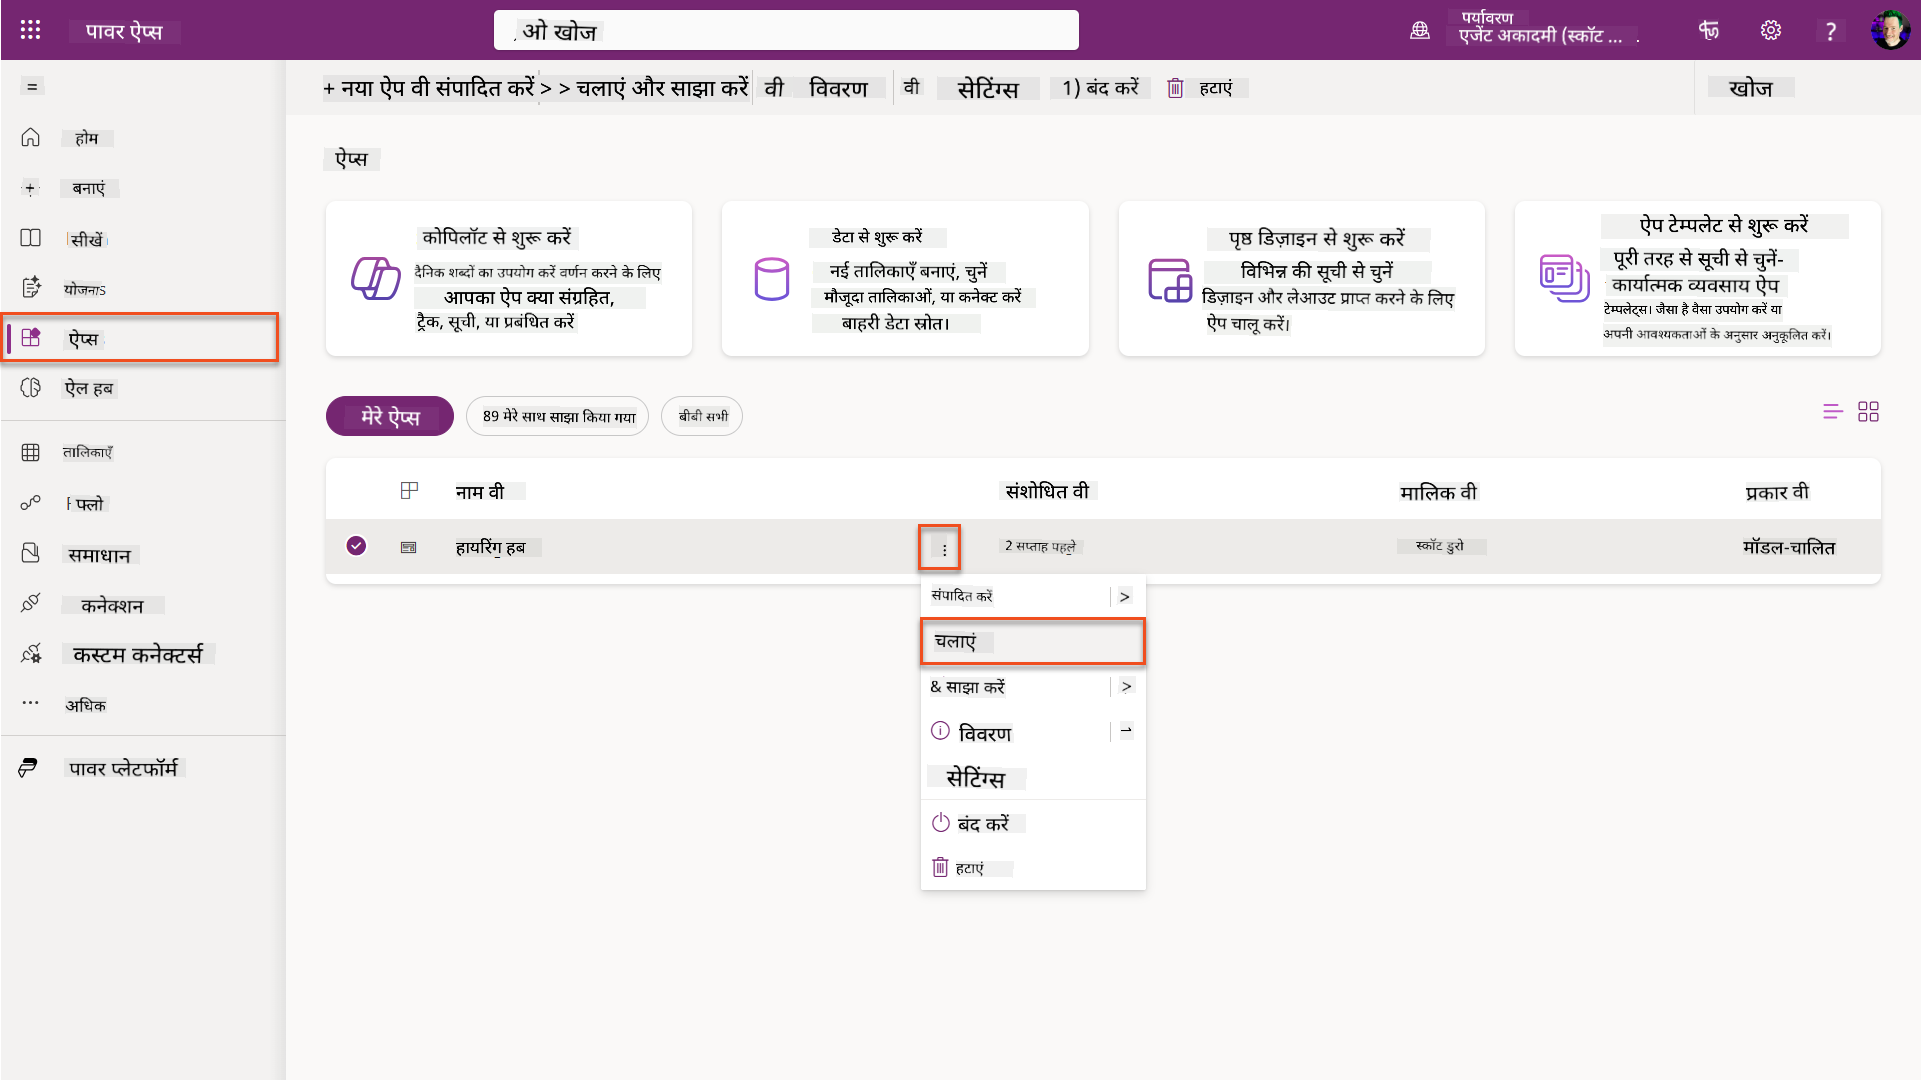 पावर ऐप्स
ओ खोज
पर्यावरण
एजेंट अकादमी (स्कॉट ...
?
=
+ नया ऐप वी संपादित करें > > चलाएं और साझा करें वी विवरण वी सेटिंग्स 1) बंद करें हटाएं
खोज
होम
बनाएं
सीखें
योजनाs
ऐप्स
ऐल हब
तालिकाएँ
फ्लो
समाधान
कनेक्शन
कस्टम कनेक्टर्स
अधिक
पावर प्लेटफॉर्म
ऐप्स
कोपिलॉट से शुरू करें
दैनिक शब्दों का उपयोग करें वर्णन करने के लिए
आपका ऐप क्या संग्रहित,
ट्रैक, सूची, या प्रबंधित करें
डेटा से शुरू करें
नई तालिकाएँ बनाएं, चुनें
मौजूदा तालिकाओं, या कनेक्ट करें
बाहरी डेटा स्रोत।
पृष्ठ डिज़ाइन से शुरू करें
विभिन्न की सूची से चुनें
डिज़ाइन और लेआउट प्राप्त करने के लिए
ऐप चालू करें।
ऐप टेम्पलेट से शुरू करें
पूरी तरह से सूची से चुनें-
कार्यात्मक व्यवसाय ऐप
टेम्पलेट्स। जैसा है वैसा उपयोग करें या
अपनी आवश्यकताओं के अनुसार अनुकूलित करें।
मेरे ऐप्स
89 मेरे साथ साझा किया गया
बीबी सभी
नाम वी संशोधित वी मालिक वी प्रकार वी
हायरिंग हब 2 सप्ताह पहले स्कॉट डुरो मॉडल-चालित
संपादित करें >
चलाएं
& साझा करें >
विवरण
सेटिंग्स
बंद करें
हटाएं